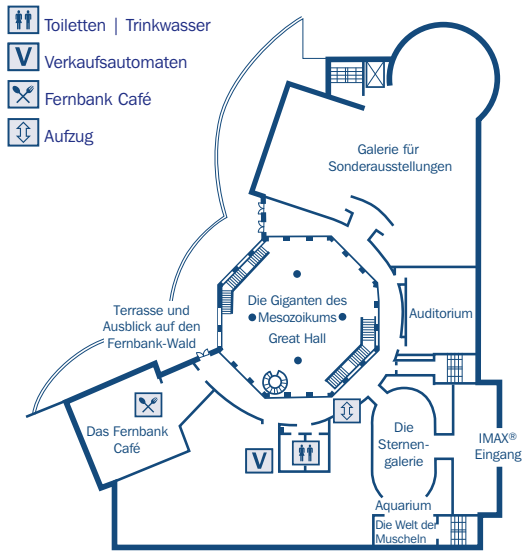 Toiletten | Trinkwasser
V Verkaufsautomaten
Fernbank Café
Aufzug
Galerie für
Sonderausstellungen
Die Giganten des
Mesozoikums
Great Hall
Auditorium
Terrasse und
Ausblick auf den
Fernbank-Wald
Das Fernbank
Café
V
Die
Sternen-
galerie
IMAX®
Eingang
Aquarium
Die Welt der
Muscheln